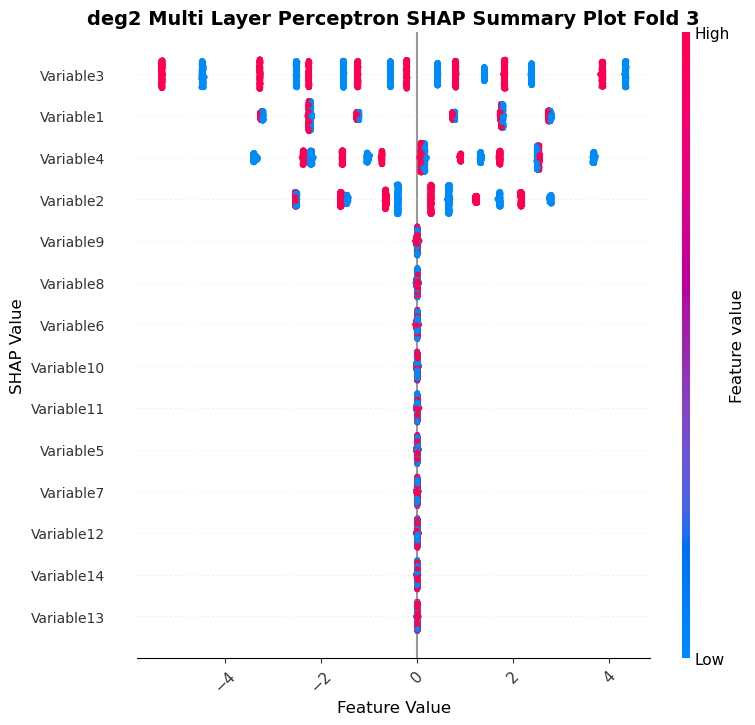 deg2 Multi Layer Perceptron SHAP Summary Plot Fold 3
High
Variable3
Variable1
Variable4
Variable2
Variable9
Variable8
Variable6
Variable10
Variable11
Variable5
Variable7
Variable12
Variable14
Variable13
SHAP Value
Feature value
Low
−4 −2 0 2 4
Feature Value